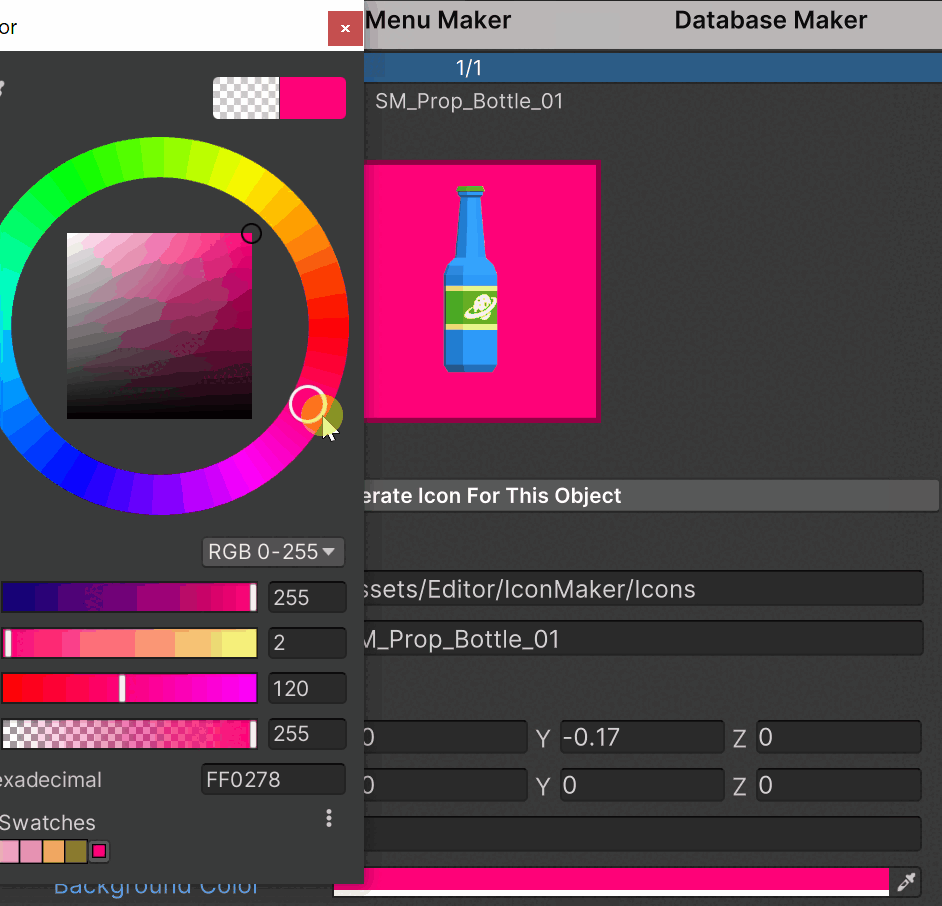 or
Menu Maker
Database Maker
1/1
SM_Prop_Bottle_01
erate Icon For This Object
RGB 0-255
255
2
120
255
exadecimal
FF0278
Swatches
ssets/Editor/IconMaker/Icons
M_Prop_Bottle_01
0
Y
-0.17
Z
0
0
Y
0
Z
0
Background Color